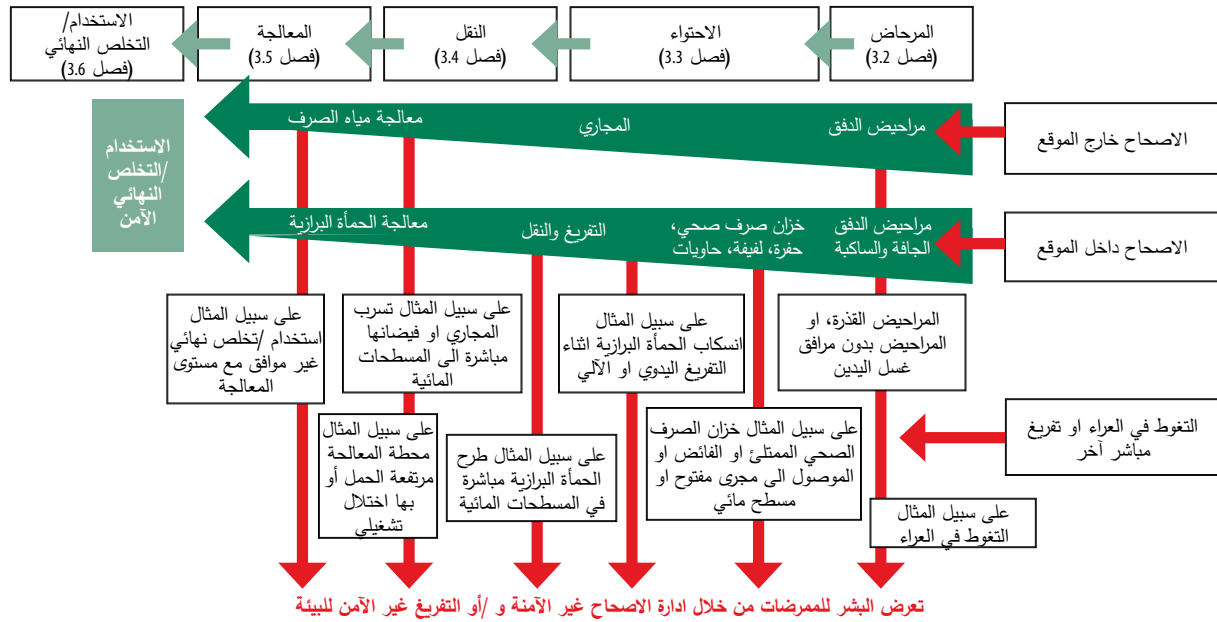 المرحاض
(فصل 3.2)
الاحتواء
(فصل 3.3)
النقل
(فصل 3.4)
المعالجة
(فصل 3.5)
الاستخدام/
التخلص النهائي
(فصل 3.6)
الاصحاح خارج الموقع
مراحيض الدفق
المجاري
معالجة مياه الصرف
الاستخدام
/التخلص
النهائي
الآمن
الاصحاح داخل الموقع
مراحيض الدفق
الجافة والساكبة
خزان صرف صحي،
حفرة، لفيفة، حاويات
التفريغ والنقل
معالجة الحمأة البرازية
المراحيض القذرة، او
المراحيض بدون مرافق
غسل اليدين
على سبيل المثال
انسكاب الحمأة البرازية اثناء
التفريغ اليدوي او الآلي
على سبيل المثال تسرب
المجاري او فيضانها
مباشرة الى المسطحات
المائية
على سبيل المثال
استخدام /تخلص نهائي
غير موافق مع مستوى
المعالجة
التغوط في العراء او تفريغ
مباشر آخر
على سبيل المثال
التغوط في العراء
على سبيل المثال خزان الصرف
الصحي الممتلئ او الفائض او
الموصول الى مجرى مفتوح او
مسطح مائي
على سبيل المثال طرح
الحمأة البرازية مباشرة
في المسطحات المائية
على سبيل المثال
محطة المعالحة
مرتفعة الحمل أو
بها اختلال
تشغيلي
تعرض البشر للممرضات من خلال ادارة الاصحاح غير الآمنة و /أو التفريغ غير الآمن للبيئة